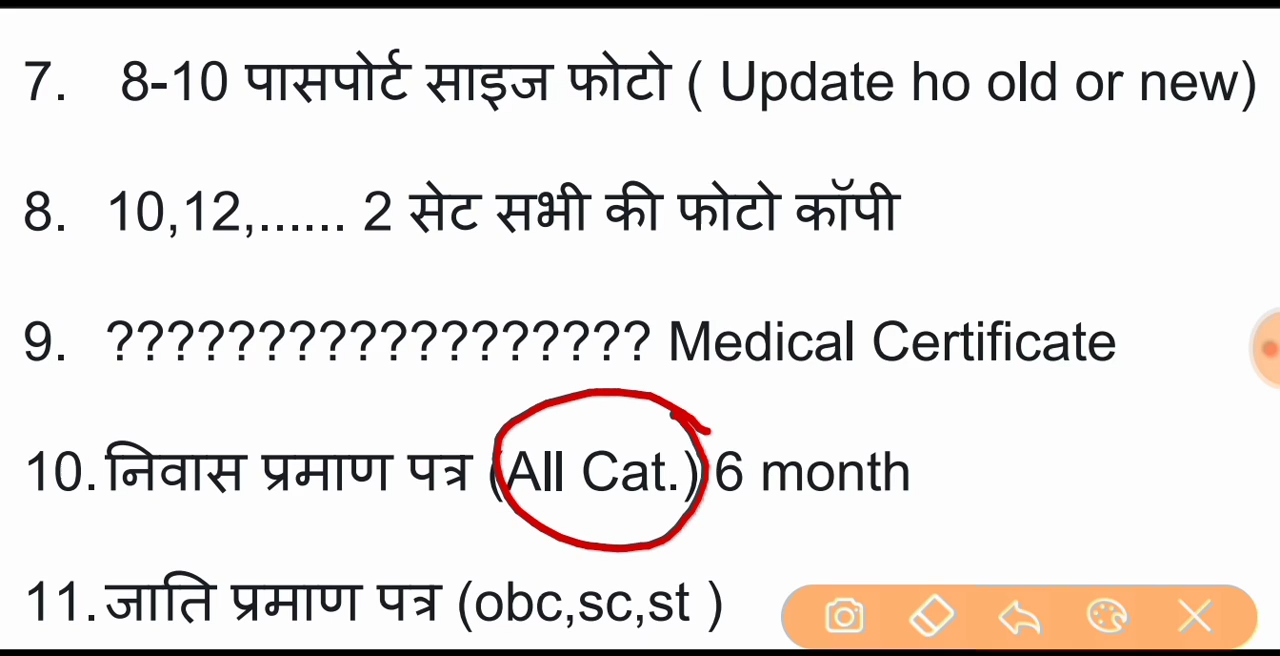 7. 8-10 पासपोर्ट साइज फोटो ( Update ho old or new)
8. 10,12,...... 2 सेट सभी की फोटो कॉपी
9. ?????????????????? Medical Certificate
10. निवास प्रमाण पत्र (All Cat.) 6 month
11. जाति प्रमाण पत्र (obc,sc,st )